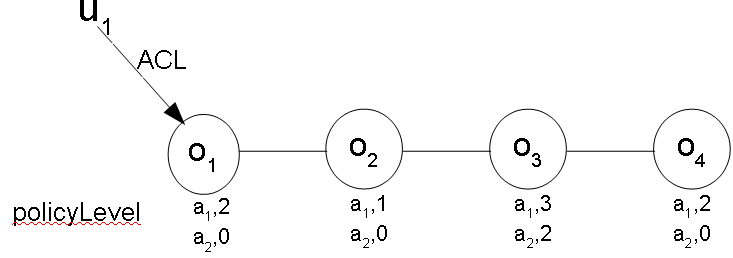 u₁
ACL
o₁ o₂ o₃ o₄
policyLevel
a₁,2 a₁,1 a₁,3 a₁,2
a₂,0 a₂,0 a₂,2 a₂,0